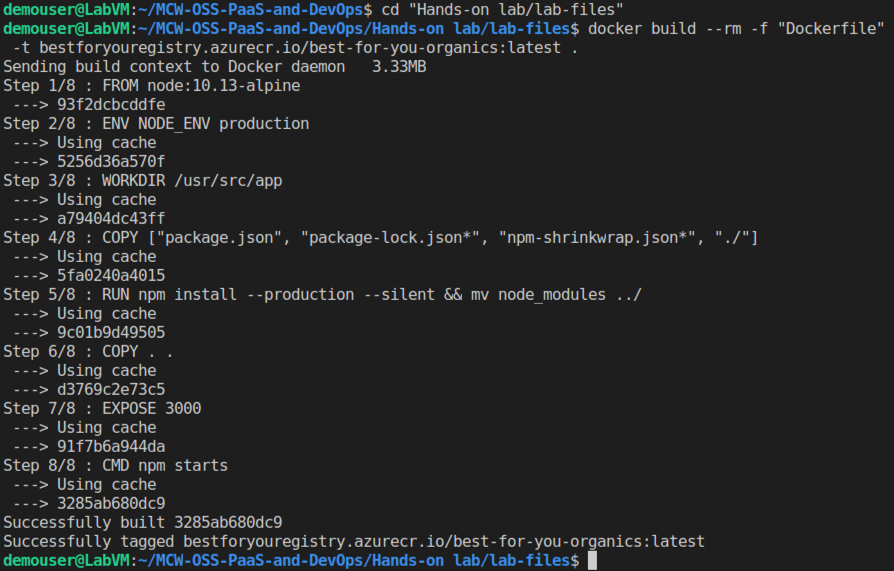 demouser@LabVM:~/MCW-OSS-PaaS-and-DevOps$ cd "Hands-on lab/lab-files"
demouser@LabVM:~/MCW-OSS-PaaS-and-DevOps/Hands-on lab/lab-files$ docker build --rm -f "Dockerfile"
 -t bestforyouregistry.azurecr.io/best-for-you-organics:latest .
Sending build context to Docker daemon   3.33MB
Step 1/8 : FROM node:10.13-alpine
 ---> 93f2dcbcddfe
Step 2/8 : ENV NODE_ENV production
 ---> Using cache
 ---> 5256d36a570f
Step 3/8 : WORKDIR /usr/src/app
 ---> Using cache
 ---> a79404dc43ff
Step 4/8 : COPY ["package.json", "package-lock.json*", "npm-shrinkwrap.json*", "./"]
 ---> Using cache
 ---> 5fa0240a4015
Step 5/8 : RUN npm install --production --silent && mv node_modules ../
 ---> Using cache
 ---> 9c01b9d49505
Step 6/8 : COPY . .
 ---> Using cache
 ---> d3769c2e73c5
Step 7/8 : EXPOSE 3000
 ---> Using cache
 ---> 91f7b6a944da
Step 8/8 : CMD npm starts
 ---> Using cache
 ---> 3285ab680dc9
Successfully built 3285ab680dc9
Successfully tagged bestforyouregistry.azurecr.io/best-for-you-organics:latest
demouser@LabVM:~/MCW-OSS-PaaS-and-DevOps/Hands-on lab/lab-files$